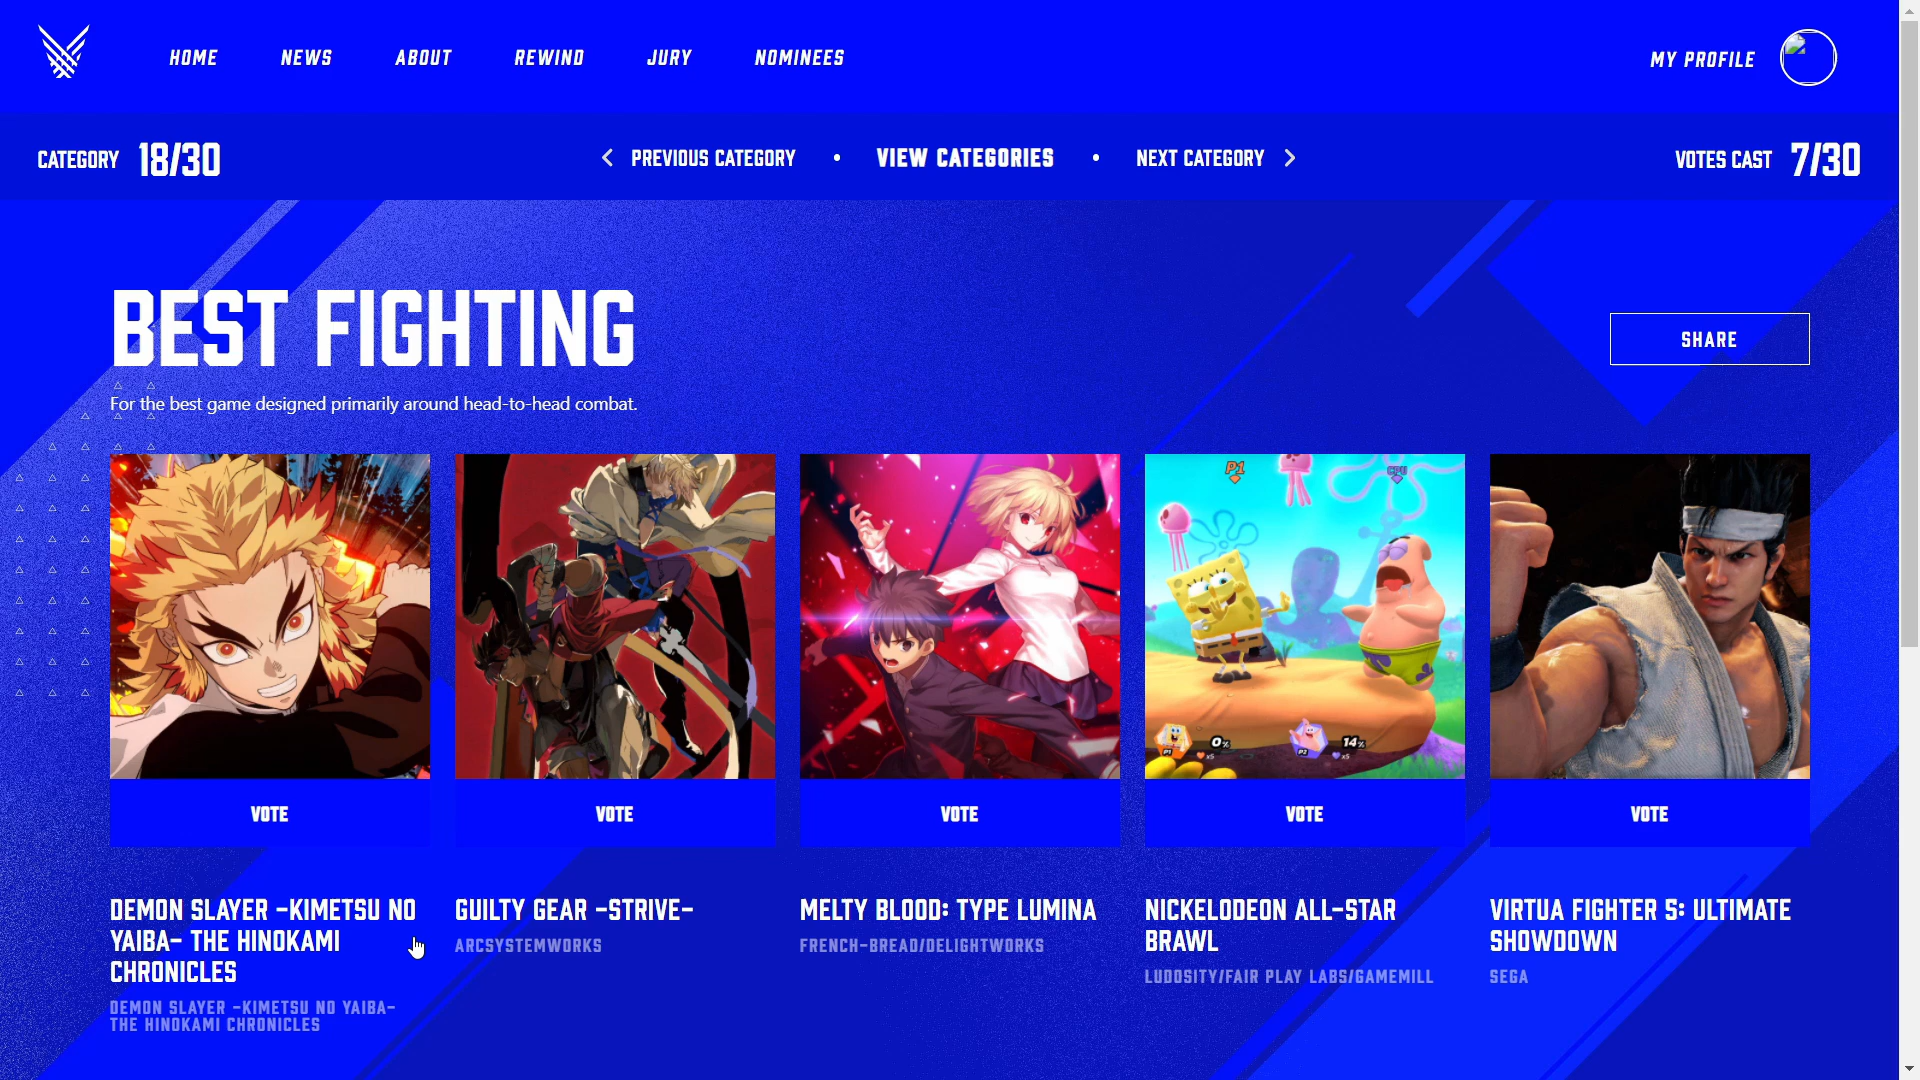 HOME NEWS ABOUT REWIND JURY NOMINEES MY PROFILE
CATEGORY 18/30 PREVIOUS CATEGORY • VIEW CATEGORIES • NEXT CATEGORY VOTES CAST 7/30
BEST FIGHTING
SHARE
For the best game designed primarily around head-to-head combat.
P1 CPU
P1 0% x5 P2 14% x5
VOTE VOTE VOTE VOTE VOTE
DEMON SLAYER -KIMETSU NO
YAIBA- THE HINOKAMI
CHRONICLES
DEMON SLAYER -KIMETSU NO YAIBA-
THE HINOKAMI CHRONICLES
GUILTY GEAR -STRIVE-
ARCSYSTEMWORKS
MELTY BLOOD: TYPE LUMINA
FRENCH-BREAD/DELIGHTWORKS
NICKELODEON ALL-STAR
BRAWL
LUDOSITY/FAIR PLAY LABS/GAMEMILL
VIRTUA FIGHTER 5: ULTIMATE
SHOWDOWN
SEGA